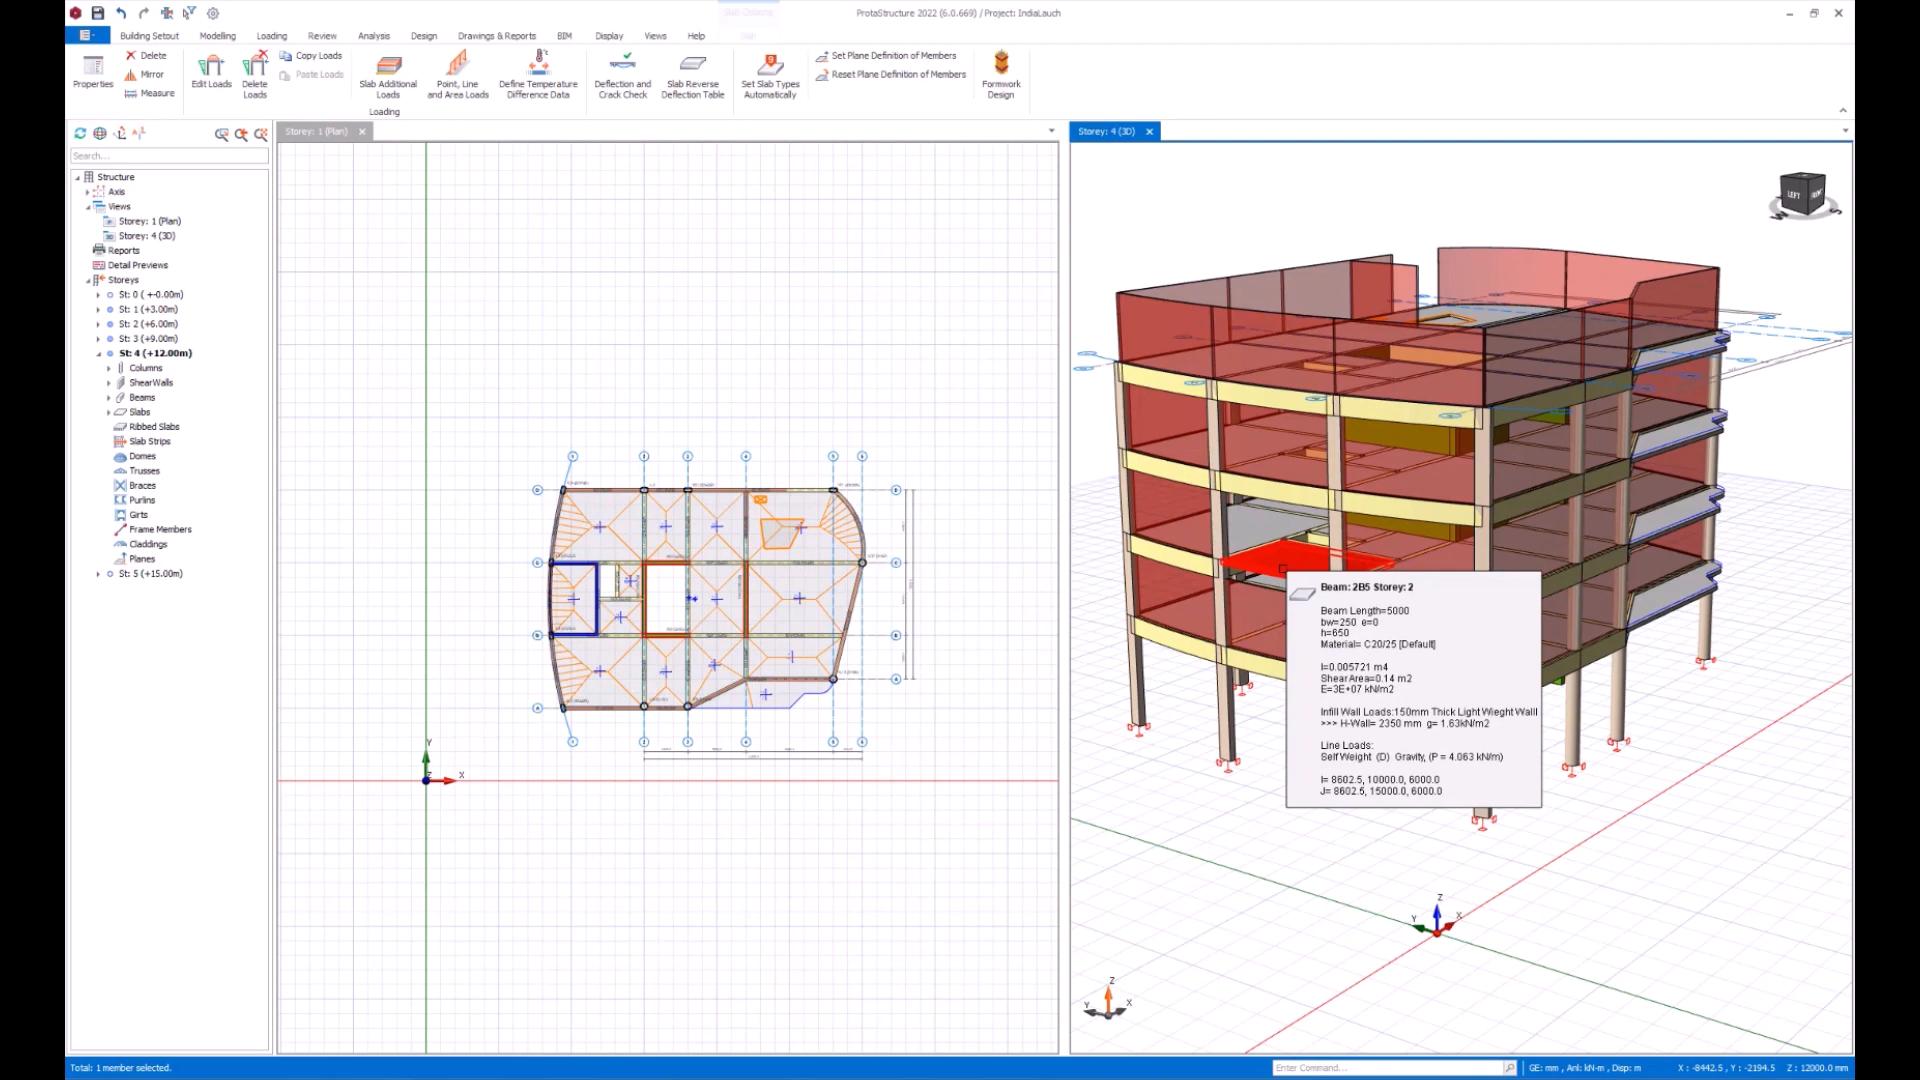 Slab Opening
ProtaStructure 2022 (6.0.669) / Project: IndiaLauch
Building Setout
Modelling
Loading
Review
Analysis
Design
Drawings & Reports
BIM
Display
Views
Help
Slab
Properties
Delete
Mirror
Measure
Edit Loads
Delete
Loads
Copy Loads
Paste Loads
Slab Additional
Loads
Point, Line
and Area Loads
Define Temperature
Difference Data
Loading
Deflection and
Crack Check
Slab Reverse
Deflection Table
Set Slab Types
Automatically
Set Plane Definition of Members
Reset Plane Definition of Members
Formwork
Design
Search...
Structure
Axis
Views
Storey: 1 (Plan)
Storey: 4 (3D)
Reports
Detail Previews
Storeys
St: 0 ( +-0.00m)
St: 1 (+3.00m)
St: 2 (+6.00m)
St: 3 (+9.00m)
St: 4 (+12.00m)
Columns
ShearWalls
Beams
Slabs
Ribbed Slabs
Slab Strips
Domes
Trusses
Braces
Purlins
Girts
Frame Members
Claddings
Planes
St: 5 (+15.00m)
Storey: 1 (Plan)
Y
Z
X
Storey: 4 (3D)
LEFT
FRONT
Beam: 2B5 Storey: 2
Beam Length=5000
bw=250 e=0
h=650
Material= C20/25 [Default]
I=0.005721 m4
ShearArea=0.14 m2
E=3E+07 kN/m2
Infill Wall Loads:150mm Thick Light Wieght Walll
>>> H-Wall= 2350 mm g= 1.63kN/m2
Line Loads:
Self Weight (D) Gravity, (P = 4.063 kN/m)
I= 8602.5, 10000.0, 6000.0
J= 8602.5, 15000.0, 6000.0
Z
Y
X
Z
Y
X
Total: 1 member selected.
Enter Command...
GE: mm , Anl: kN-m , Disp: m
X : -8442.5 , Y : -2194.5
Z : 12000.0 mm